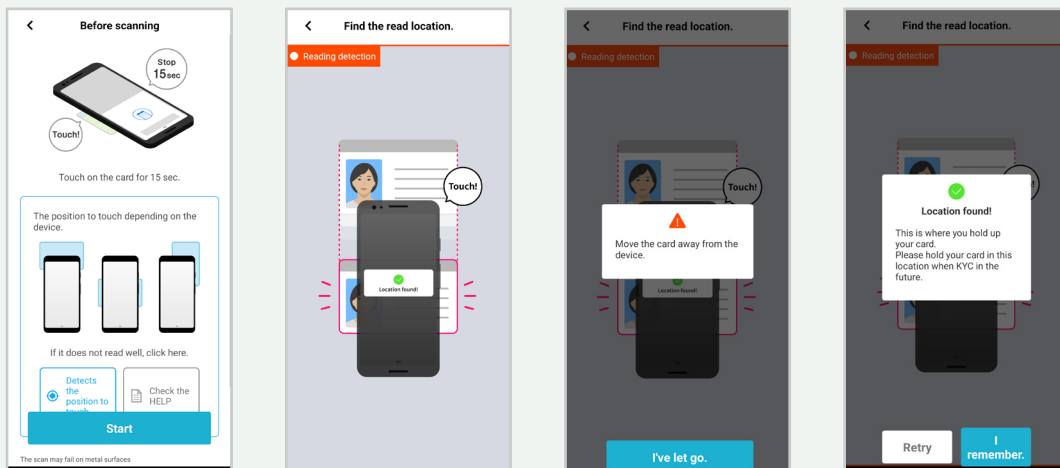 Before scanning
Stop
15sec
Touch!
Touch on the card for 15 sec.
The position to touch depending on the
device.
If it does not read well, click here.
Detects
the
position to
touch
Check the
HELP
Start
The scan may fail on metal surfaces
Find the read location.
Reading detection
Touch!
Location found!
Find the read location.
Reading detection
Touch!
Move the card away from the
device.
Location found!
I've let go.
Find the read location.
Reading detection
Location found!
This is where you hold up
your card.
Please hold your card in this
location when KYC in the
future.
Retry
I
remember.